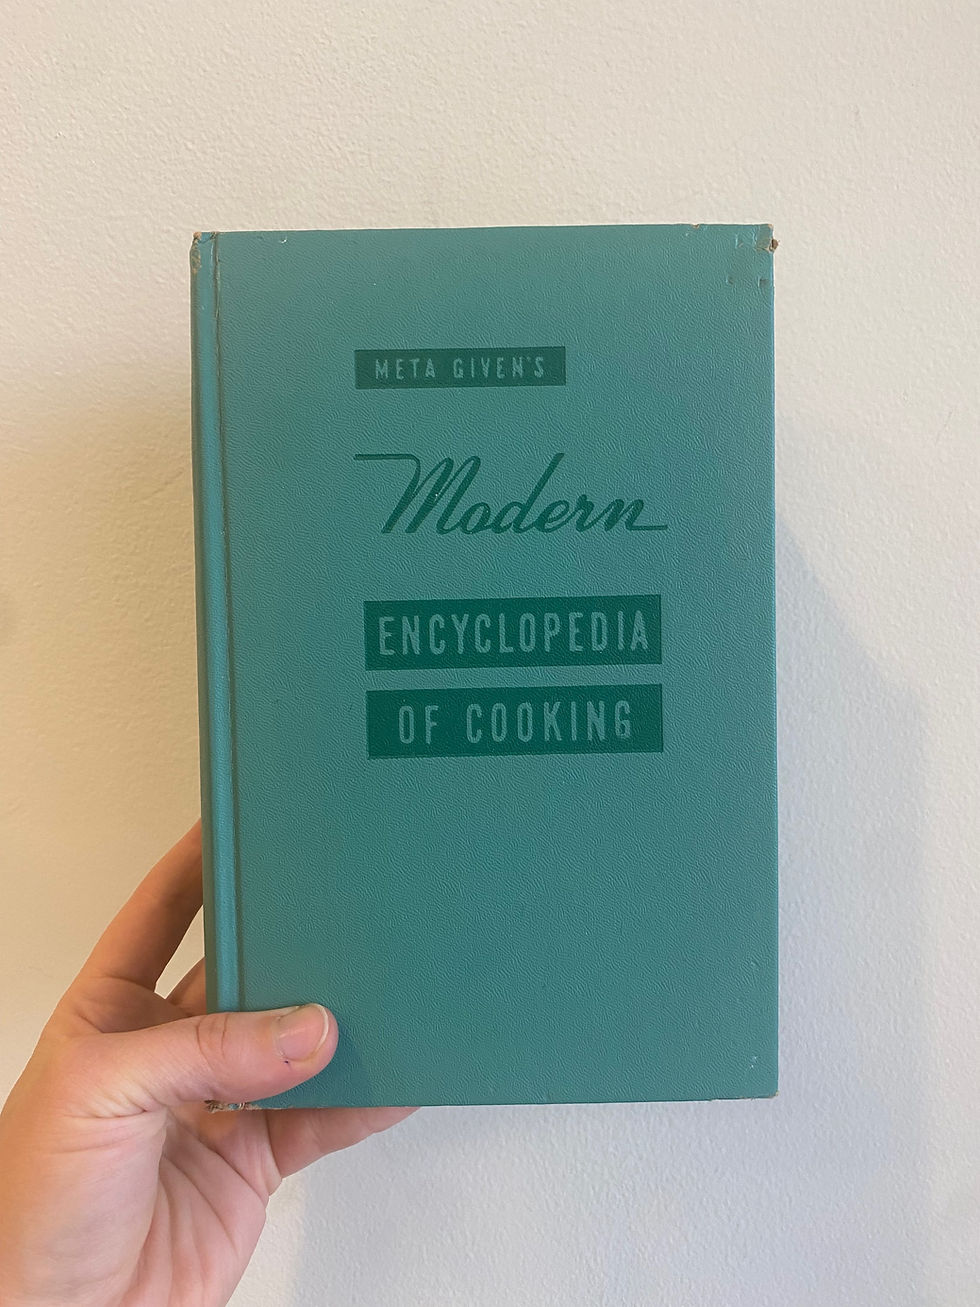 META GIVEN'S
Modern
ENCYCLOPEDIA
OF COOKING